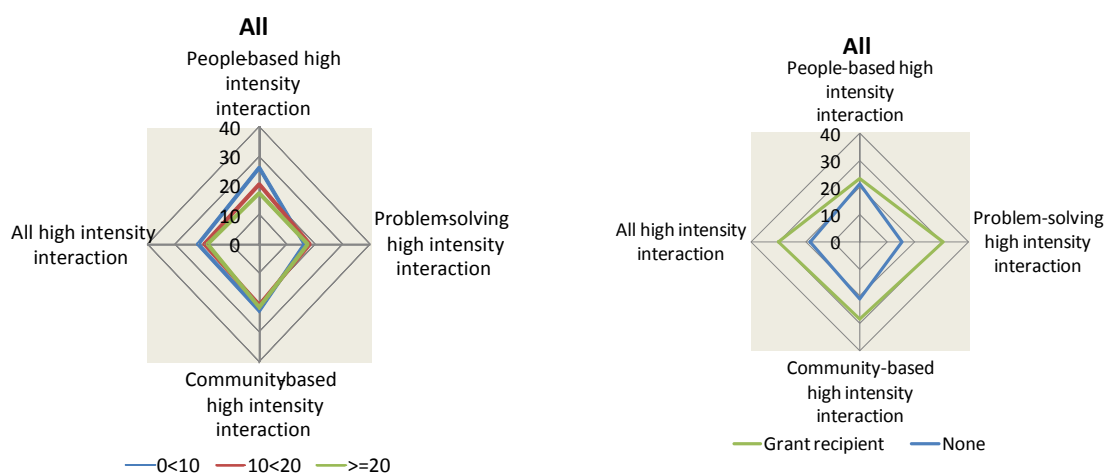 All
People-based high
intensity
interaction
40
30
20
10
0
All high intensity
interaction
Problem-solving
high intensity
interaction
Community-based
high intensity
interaction
0<10 10<20 >=20
All
People-based high
intensity
interaction
40
30
20
10
0
All high intensity
interaction
Problem-solving
high intensity
interaction
Community-based
high intensity
interaction
Grant recipient None